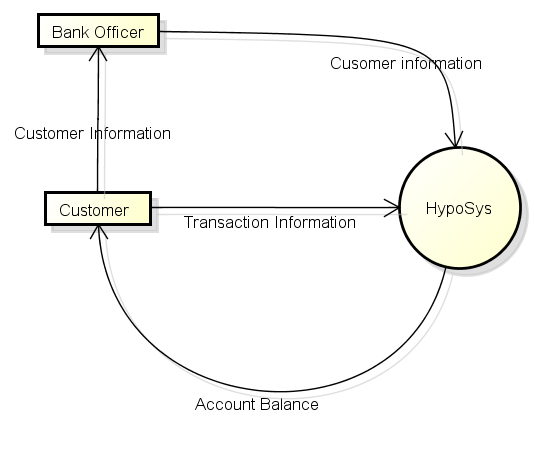 Bank Officer
Cusomer information
Customer Information
Customer
HypoSys
Transaction Information
Account Balance